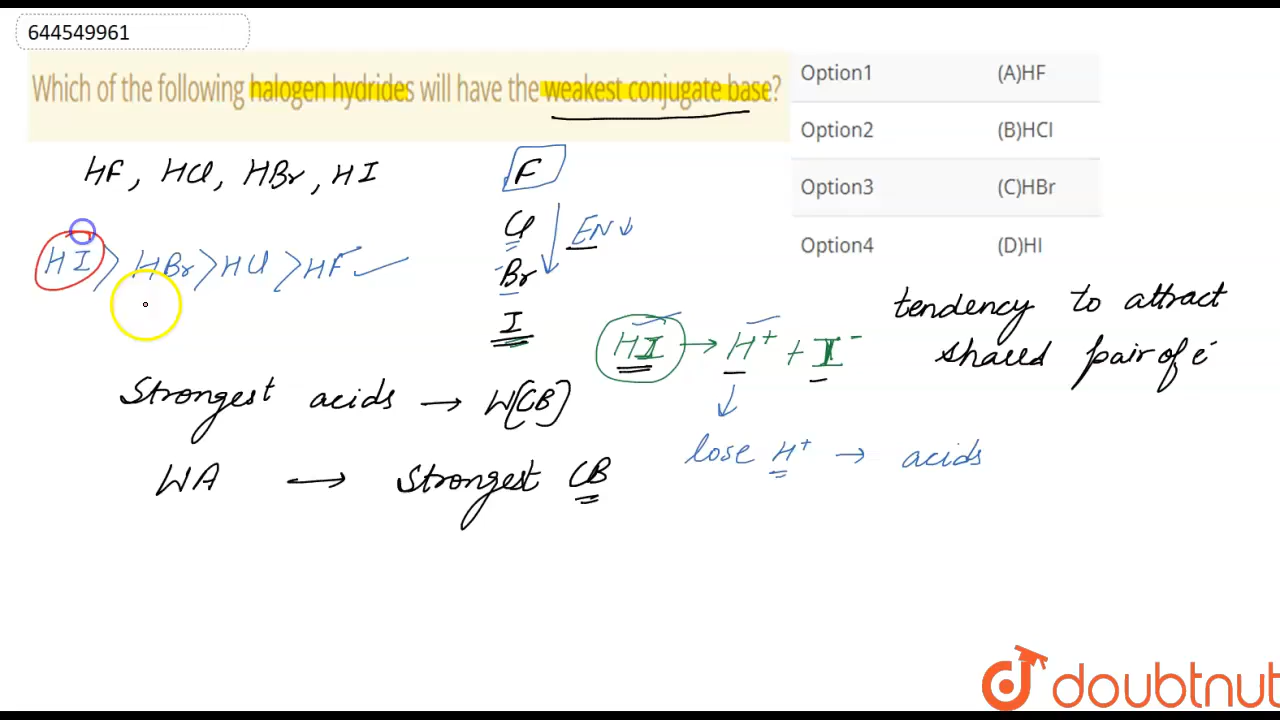 644549961
Which of the following halogen hydrides will have the weakest conjugate base?
Option1 (A)HF
Option2 (B)HCl
Option3 (C)HBr
Option4 (D)HI
HF, HCl, HBr, HI
F
Cl
Br
I
EN↓
HI > HBr > HCl > HF ✓
HI → H⁺ + I⁻
tendency to attract
shared pair of e⁻
Strongest acids → W(CB)
lose H⁺ → acids
WA → Strongest CB
doubtnut